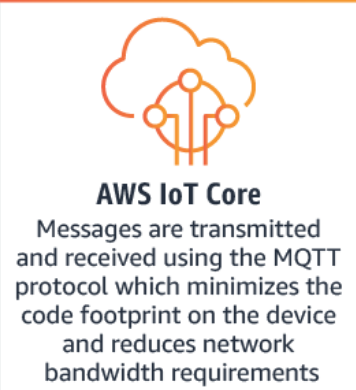 AWS IoT Core
Messages are transmitted
and received using the MQTT
protocol which minimizes the
code footprint on the device
and reduces network
bandwidth requirements